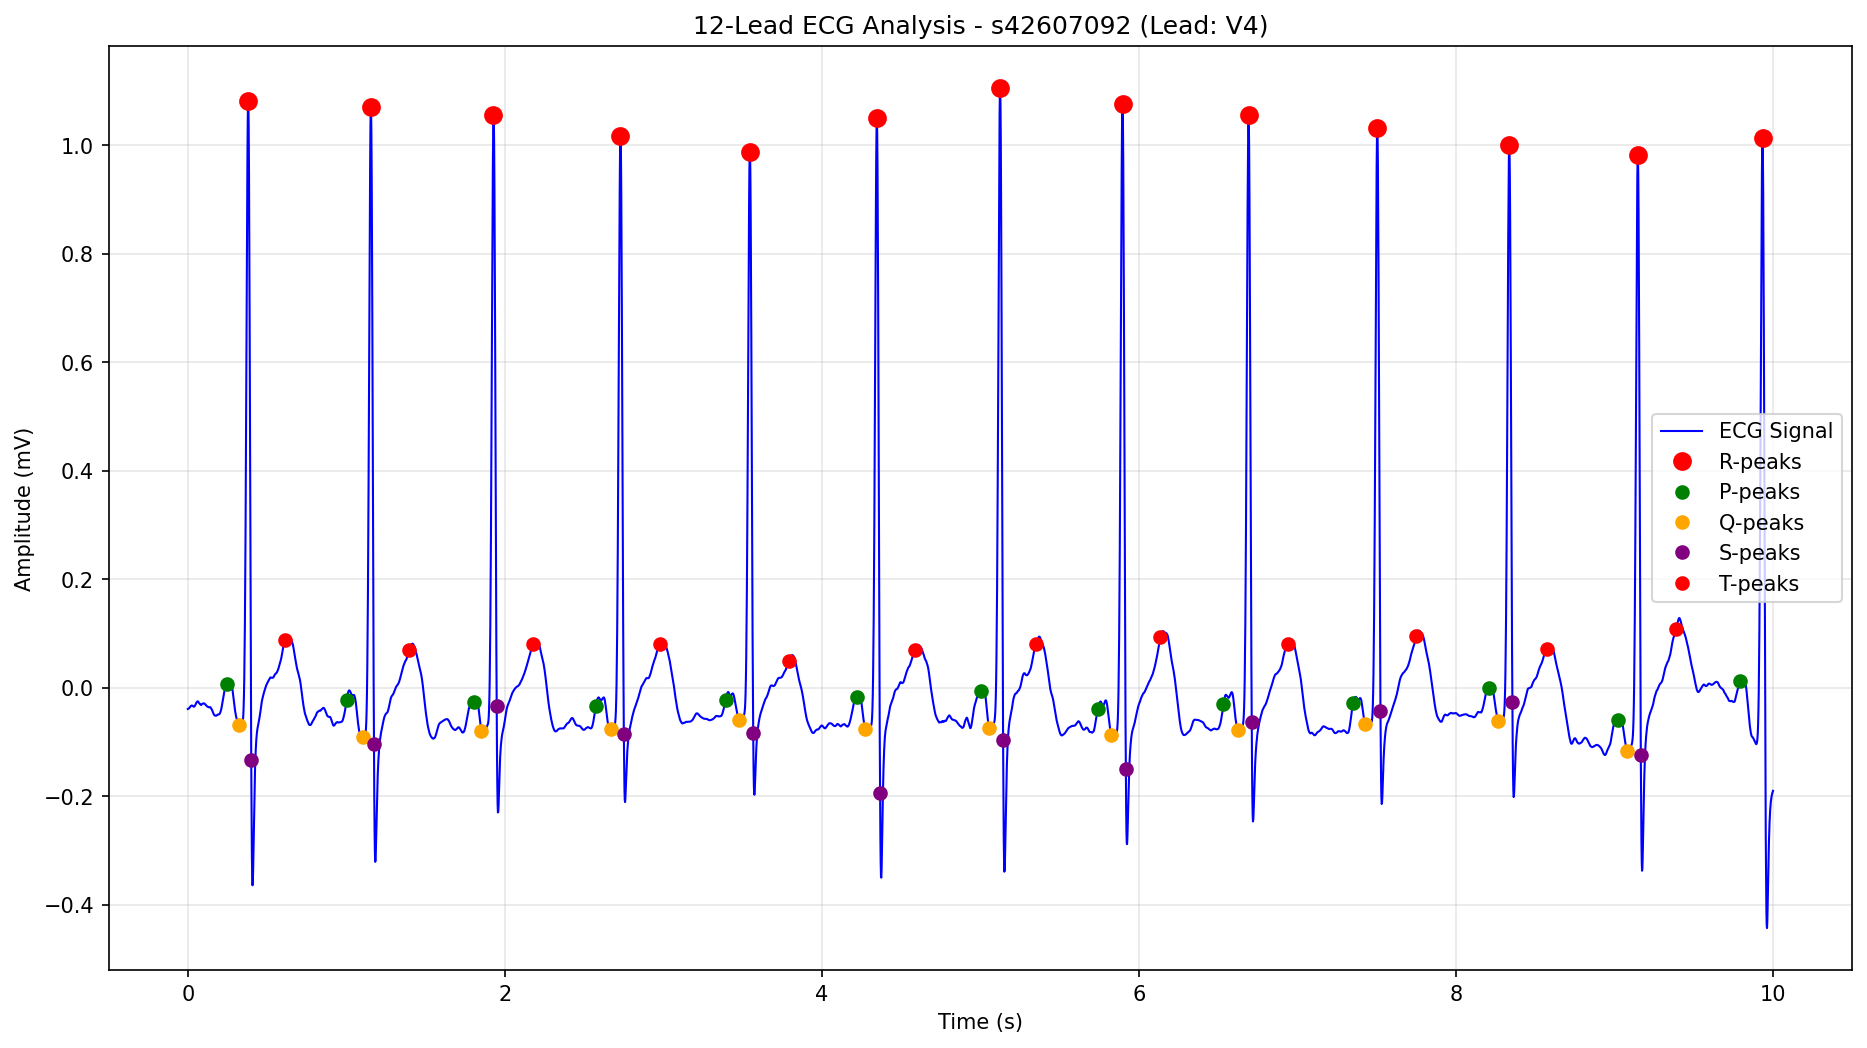 12-Lead ECG Analysis - s42607092 (Lead: V4)
Amplitude (mV)
1.0
0.8
0.6
0.4
0.2
0.0
−0.2
−0.4
ECG Signal
R-peaks
P-peaks
Q-peaks
S-peaks
T-peaks
0 2 4 6 8 10
Time (s)